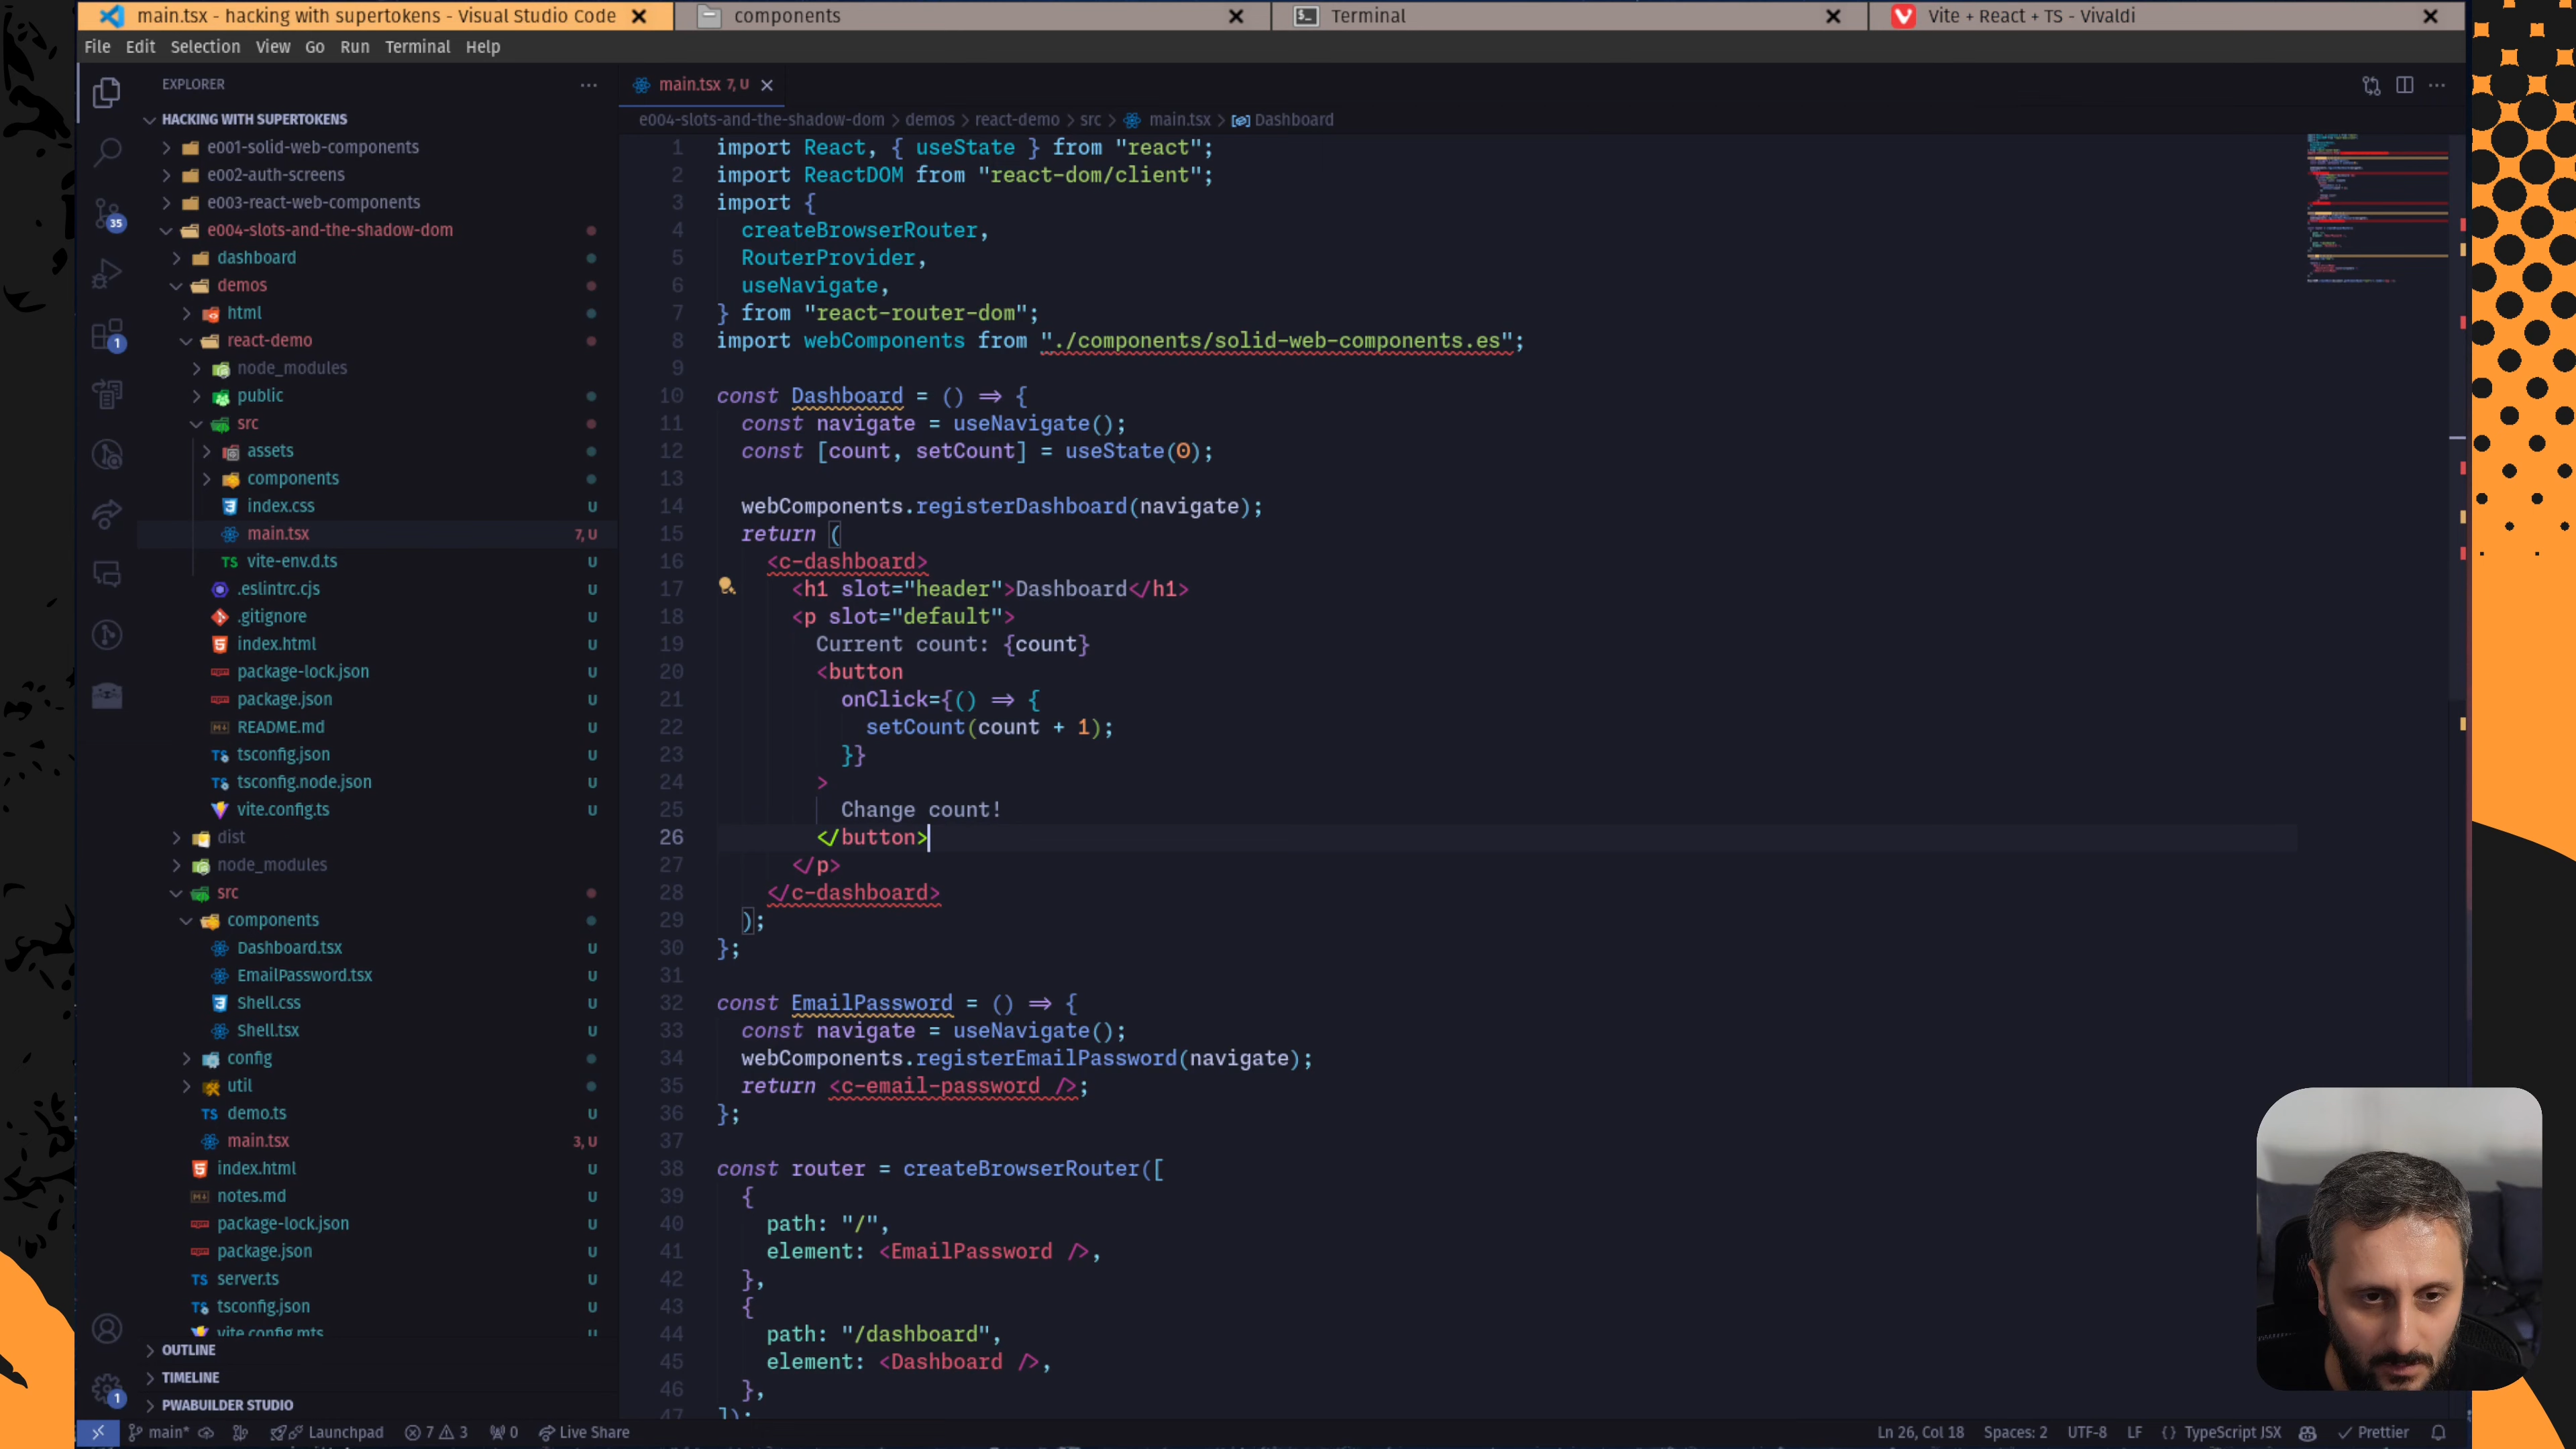 main.tsx - hacking with supertokens - Visual Studio Code
components
Terminal
Vite + React + TS - Vivaldi
File Edit Selection View Go Run Terminal Help
EXPLORER
HACKING WITH SUPERTOKENS
e001-solid-web-components
e002-auth-screens
e003-react-web-components
e004-slots-and-the-shadow-dom
dashboard
demos
html
react-demo
node_modules
public
src
assets
components
index.css U
main.tsx 7, U
TS vite-env.d.ts U
.eslintrc.cjs U
.gitignore U
index.html U
package-lock.json U
package.json U
README.md U
tsconfig.json U
tsconfig.node.json U
vite.config.ts U
dist
node_modules
src
components
Dashboard.tsx U
EmailPassword.tsx U
Shell.css U
Shell.tsx U
config
util
TS demo.ts U
main.tsx 3, U
index.html U
notes.md U
package-lock.json U
package.json U
TS server.ts U
tsconfig.json U
vite.config.mts U
OUTLINE
TIMELINE
PWABUILDER STUDIO
35
1
1
main.tsx 7, U
e004-slots-and-the-shadow-dom > demos > react-demo > src > main.tsx > Dashboard
1 import React, { useState } from "react";
2 import ReactDOM from "react-dom/client";
3 import {
4 createBrowserRouter,
5 RouterProvider,
6 useNavigate,
7 } from "react-router-dom";
8 import webComponents from "./components/solid-web-components.es";
9
10 const Dashboard = () => {
11 const navigate = useNavigate();
12 const [count, setCount] = useState(0);
13
14 webComponents.registerDashboard(navigate);
15 return (
16 <c-dashboard>
17 <h1 slot="header">Dashboard</h1>
18 <p slot="default">
19 Current count: {count}
20 <button
21 onClick={() => {
22 setCount(count + 1);
23 }}
24 >
25 Change count!
26 </button>
27 </p>
28 </c-dashboard>
29 );
30 };
31
32 const EmailPassword = () => {
33 const navigate = useNavigate();
34 webComponents.registerEmailPassword(navigate);
35 return <c-email-password />;
36 };
37
38 const router = createBrowserRouter([
39 {
40 path: "/",
41 element: <EmailPassword />,
42 },
43 {
44 path: "/dashboard",
45 element: <Dashboard />,
46 },
47 ]);
main* Launchpad 7 3 0 Live Share
Ln 26, Col 18 Spaces: 2 UTF-8 LF {} TypeScript JSX Prettier